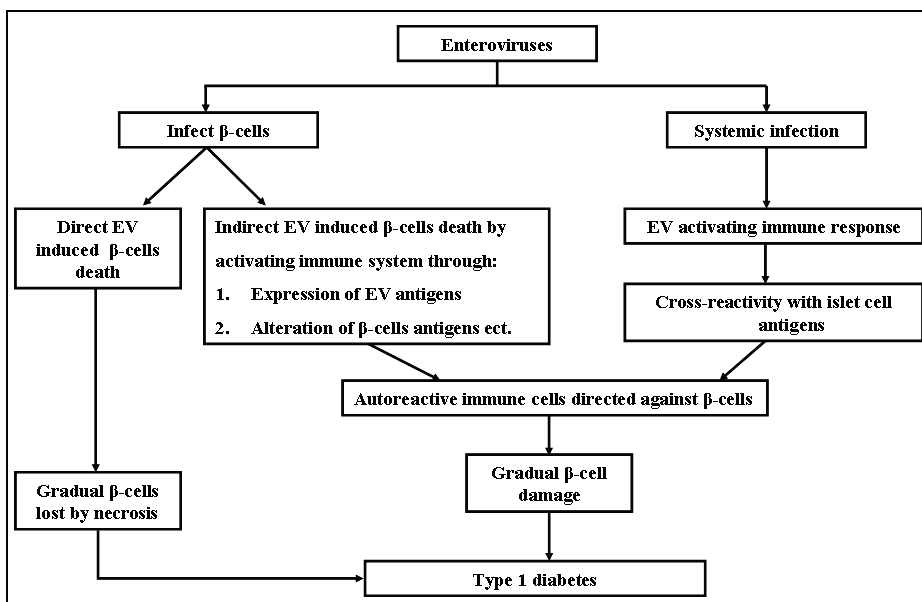 Enteroviruses
Infect β-cells
Systemic infection
Direct EV
induced β-cells
death
Indirect EV induced β-cells death by
activating immune system through:
1. Expression of EV antigens
2. Alteration of β-cells antigens ect.
EV activating immune response
Cross-reactivity with islet cell
antigens
Autoreactive immune cells directed against β-cells
Gradual β-cells
lost by necrosis
Gradual β-cell
damage
Type 1 diabetes